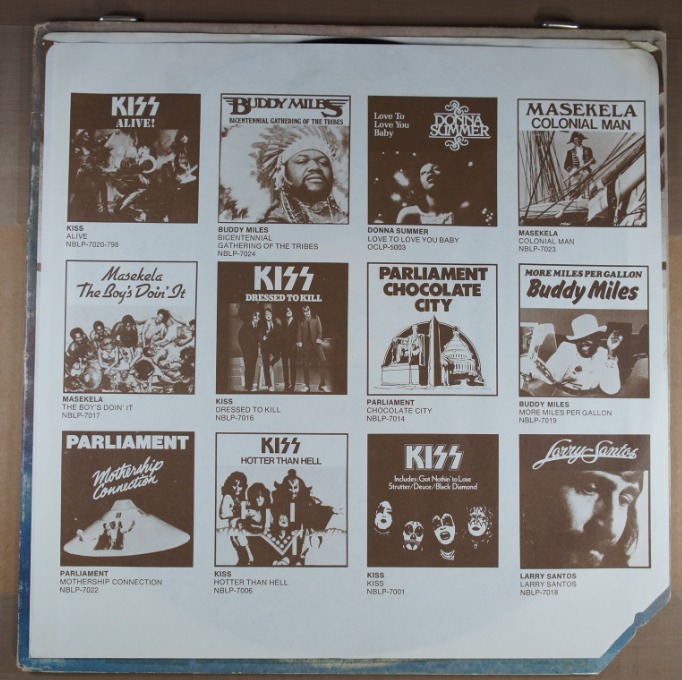 KISS
ALIVE!
KISS
ALIVE
NBLP-7020-798
BUDDY MILES
BICENTENNIAL GATHERING OF THE TRIBES
BUDDY MILES
BICENTENNIAL
GATHERING OF THE TRIBES
NBLP-7024
Love To
Love You
Baby
DONNA
SUMMER
DONNA SUMMER
LOVE TO LOVE YOU BABY
OCLP-5003
MASEKELA
COLONIAL MAN
MASEKELA
COLONIAL MAN
NBLP-7023
Masekela
The Boy's Doin' It
MASEKELA
THE BOY'S DOIN' IT
NBLP-7017
KISS
DRESSED TO KILL
KISS
DRESSED TO KILL
NBLP-7016
PARLIAMENT
CHOCOLATE
CITY
PARLIAMENT
CHOCOLATE CITY
NBLP-7014
MORE MILES PER GALLON
Buddy Miles
BUDDY MILES
MORE MILES PER GALLON
NBLP-7019
PARLIAMENT
Mothership
Connection
PARLIAMENT
MOTHERSHIP CONNECTION
NBLP-7022
KISS
HOTTER THAN HELL
KISS
HOTTER THAN HELL
NBLP-7006
KISS
Includes: Got Nothin' to Lose
Strutter/Deuce/Black Diamond
KISS
KISS
NBLP-7001
Larry Santos
LARRY SANTOS
LARRY SANTOS
NBLP-7018